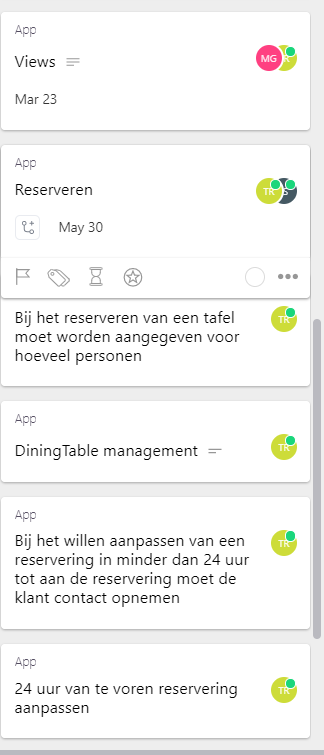 App
Views
MG
Mar 23
App
Reserveren
TR S
May 30
Bij het reserveren van een tafel
moet worden aangegeven voor
hoeveel personen
TR
App
DiningTable management
TR
App
Bij het willen aanpassen van een
reservering in minder dan 24 uur
tot aan de reservering moet de
klant contact opnemen
TR
App
24 uur van te voren reservering
aanpassen
TR